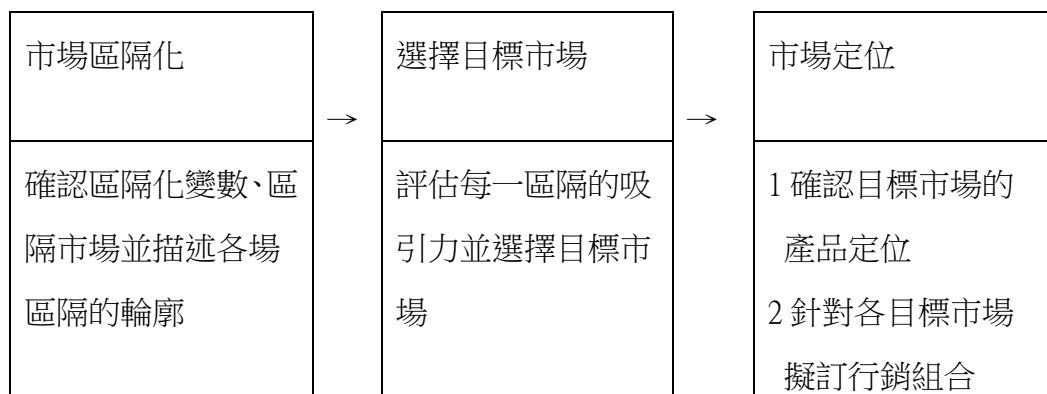 市場區隔化
確認區隔化變數、區
隔市場並描述各場
區隔的輪廓
→
選擇目標市場
評估每一區隔的吸
引力並選擇目標市
場
→
市場定位
1 確認目標市場的
產品定位
2 針對各目標市場
擬訂行銷組合